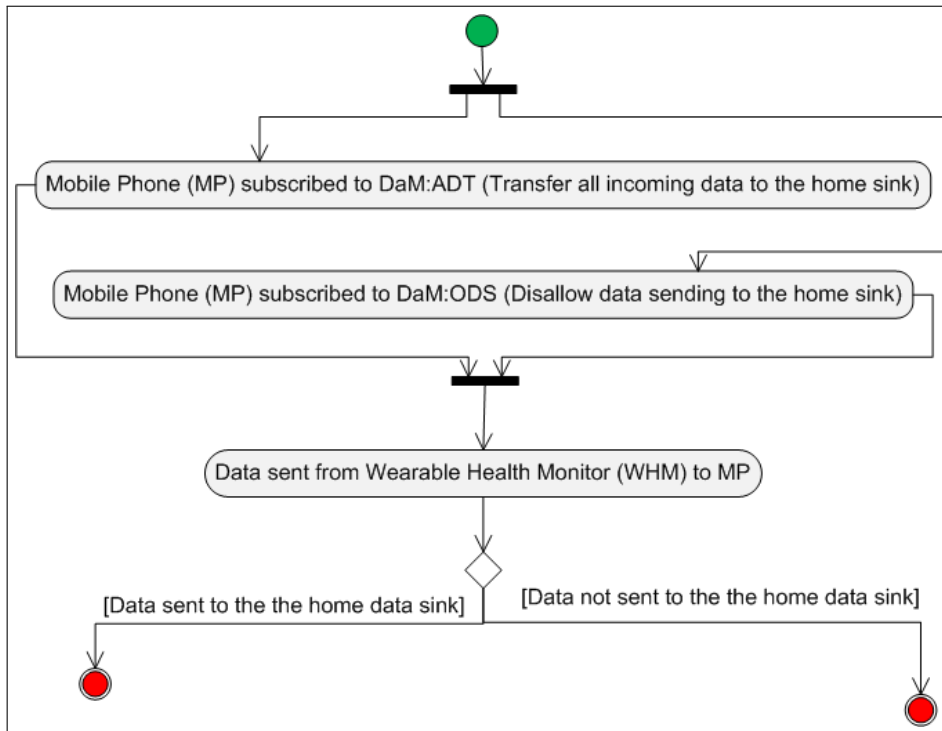 Mobile Phone (MP) subscribed to DaM:ADT (Transfer all incoming data to the home sink)
Mobile Phone (MP) subscribed to DaM:ODS (Disallow data sending to the home sink)
Data sent from Wearable Health Monitor (WHM) to MP
[Data sent to the the home data sink]
[Data not sent to the the home data sink]